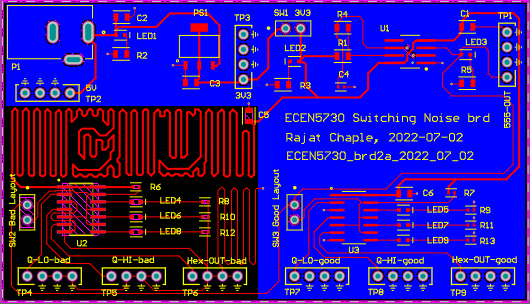 C2 PS1 TP3 SW1 3V3 R4 C1 TP1
LED1 R1 U1
R2 LED2 LED3
P1 C3 R3 C4 R5
5V
TP2 3V3
C5 555-OUT
ECEN5730 Switching Noise brd
Rajat Chaple, 2022-07-02
ECEN5730_brd2a_2022_07_02
SW2 Bad Layout R6 SW3 Good Layout C6 R7
LED4 R8 LED5 R9
LED6 R10 LED7 R11
LED8 R12 LED9 R13
U2 U3
Q-LO-bad Q-HI-bad Hex-OUT-bad Q-LO-good Q-HI-good Hex-OUT-good
TP4 TP5 TP6 TP7 TP8 TP9